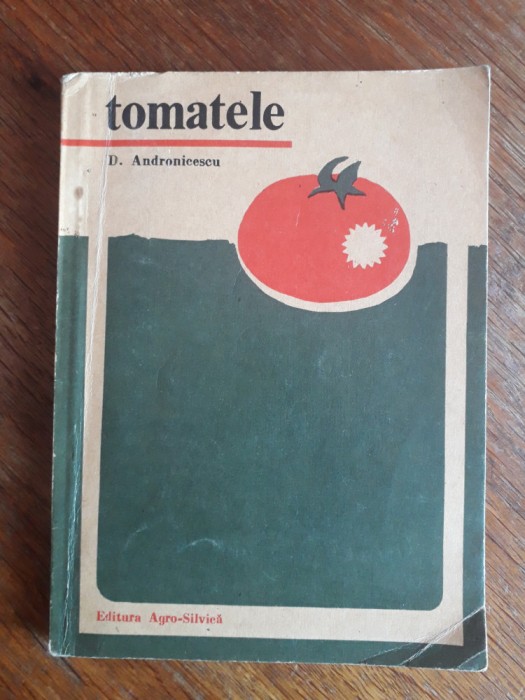 tomatele
D. Andronicescu
Editura Agro-Silvică